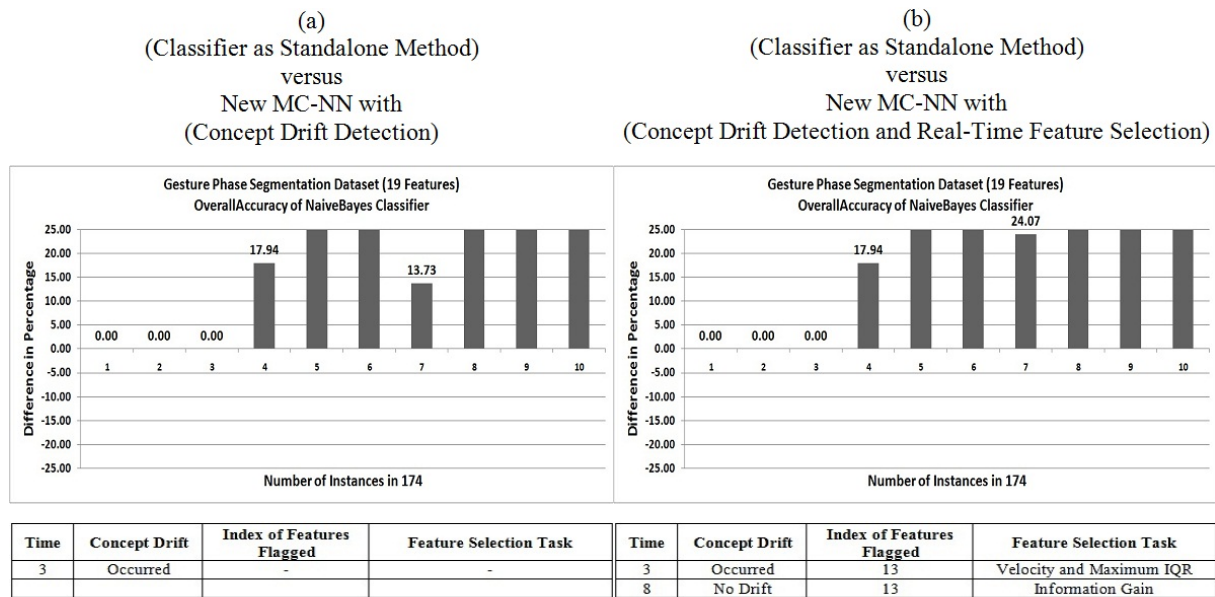 (a)
(Classifier as Standalone Method)
versus
New MC-NN with
(Concept Drift Detection)
(b)
(Classifier as Standalone Method)
versus
New MC-NN with
(Concept Drift Detection and Real-Time Feature Selection)
Gesture Phase Segmentation Dataset (19 Features)
OverallAccuracy of NaiveBayes Classifier
Difference in Percentage
25.00
20.00
15.00
10.00
5.00
0.00
-5.00
-10.00
-15.00
-20.00
-25.00
0.00 0.00 0.00 17.94 13.73
1 2 3 4 5 6 7 8 9 10
Number of Instances in 174
Gesture Phase Segmentation Dataset (19 Features)
OverallAccuracy of NaiveBayes Classifier
Difference in Percentage
25.00
20.00
15.00
10.00
5.00
0.00
-5.00
-10.00
-15.00
-20.00
-25.00
0.00 0.00 0.00 17.94 24.07
1 2 3 4 5 6 7 8 9 10
Number of Instances in 174
Time Concept Drift Index of Features Flagged Feature Selection Task
3 Occurred - -
Time Concept Drift Index of Features Flagged Feature Selection Task
3 Occurred 13 Velocity and Maximum IQR
8 No Drift 13 Information Gain